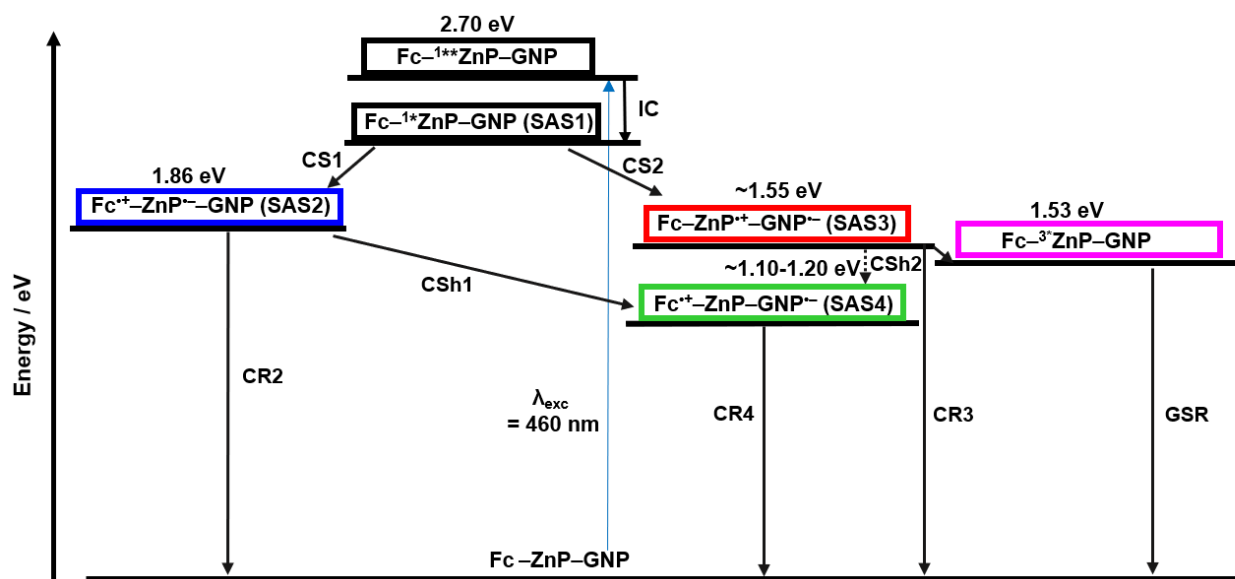 2.70 eV
Fc–¹**ZnP–GNP
IC
Fc–¹*ZnP–GNP (SAS1)
CS1
CS2
1.86 eV
~1.55 eV
Fc•⁺–ZnP•⁻–GNP (SAS2)
Fc–ZnP•⁺–GNP•⁻ (SAS3)
1.53 eV
Fc–³*ZnP–GNP
~1.10-1.20 eV
CSh2
CSh1
Fc•⁺–ZnP–GNP•⁻ (SAS4)
Energy / eV
CR2
λexc
= 460 nm
CR4
CR3
GSR
Fc –ZnP–GNP